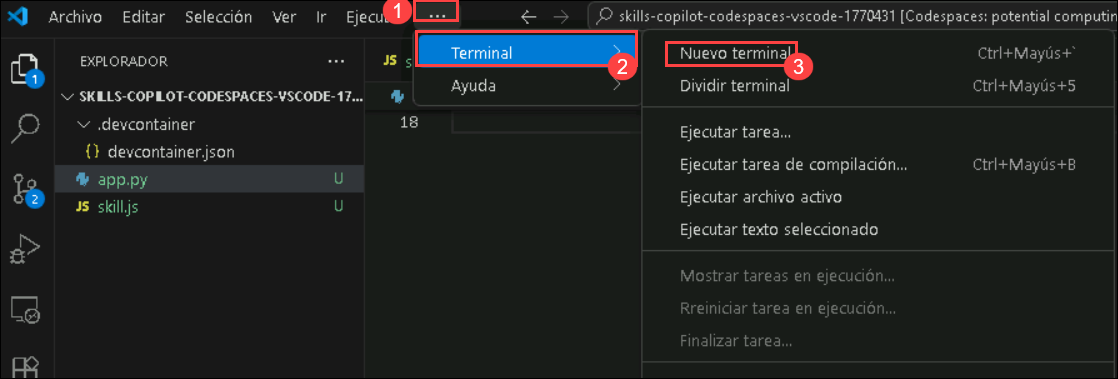 Archivo Editar Selección Ver Ir Ejecu 1 ... ← → skills-copilot-codespaces-vscode-1770431 [Codespaces: potential computin
EXPLORADOR ...
1
SKILLS-COPILOT-CODESPACES-VSCODE-17...
.devcontainer
{} devcontainer.json
app.py U
JS skill.js U
2
JS s
18
Terminal 2
Ayuda
Nuevo terminal 3 Ctrl+Mayús+`
Dividir terminal Ctrl+Mayús+5
Ejecutar tarea...
Ejecutar tarea de compilación... Ctrl+Mayús+B
Ejecutar archivo activo
Ejecutar texto seleccionado
Mostrar tareas en ejecución...
Rreiniciar tarea en ejecución...
Finalizar tarea...